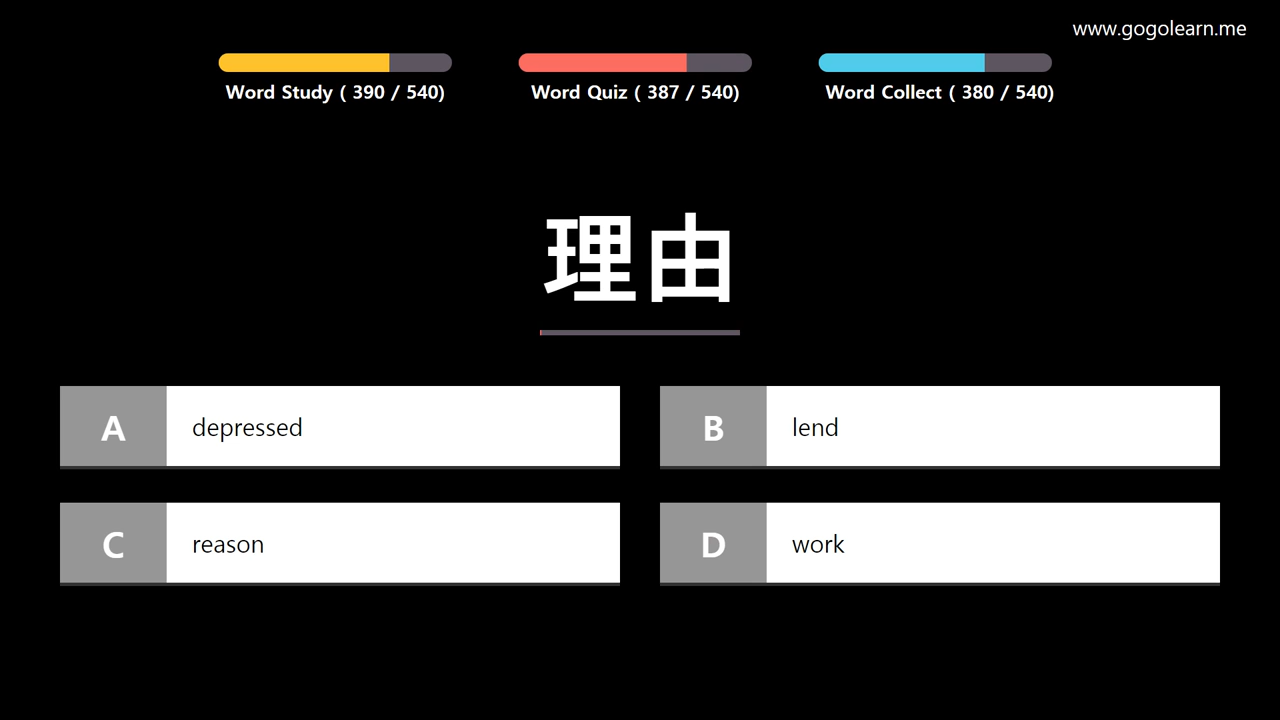 www.gogolearn.me
Word Study ( 390 / 540)
Word Quiz ( 387 / 540)
Word Collect ( 380 / 540)
理由
A depressed
B lend
C reason
D work